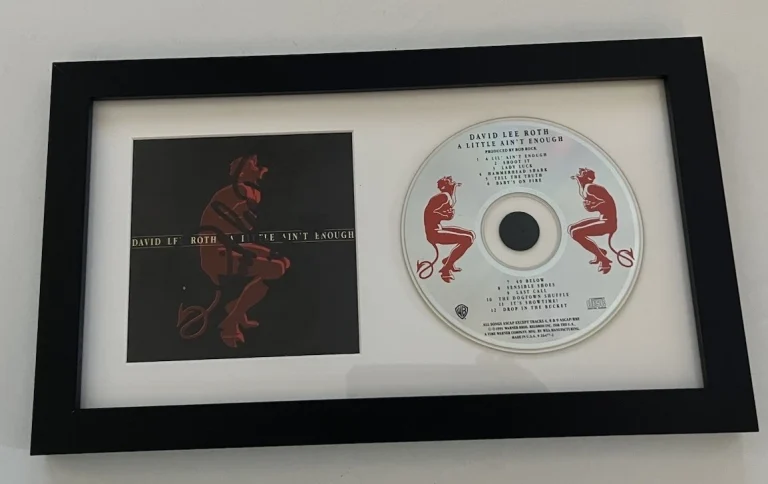 DAVID LEE ROTH A LITTLE AIN'T ENOUGH
DAVID LEE ROTH
A LITTLE AIN'T ENOUGH
PRODUCED BY BOB ROCK
1 A LIL' AIN'T ENOUGH
2 SHOOT IT
3 LADY LUCK
4 HAMMERHEAD SHARK
5 TELL THE TRUTH
6 BABY'S ON FIRE
7 40 BELOW
8 SENSIBLE SHOES
9 LAST CALL
10 THE DOGTOWN SHUFFLE
11 IT'S SHOWTIME!
12 DROP IN THE BUCKET